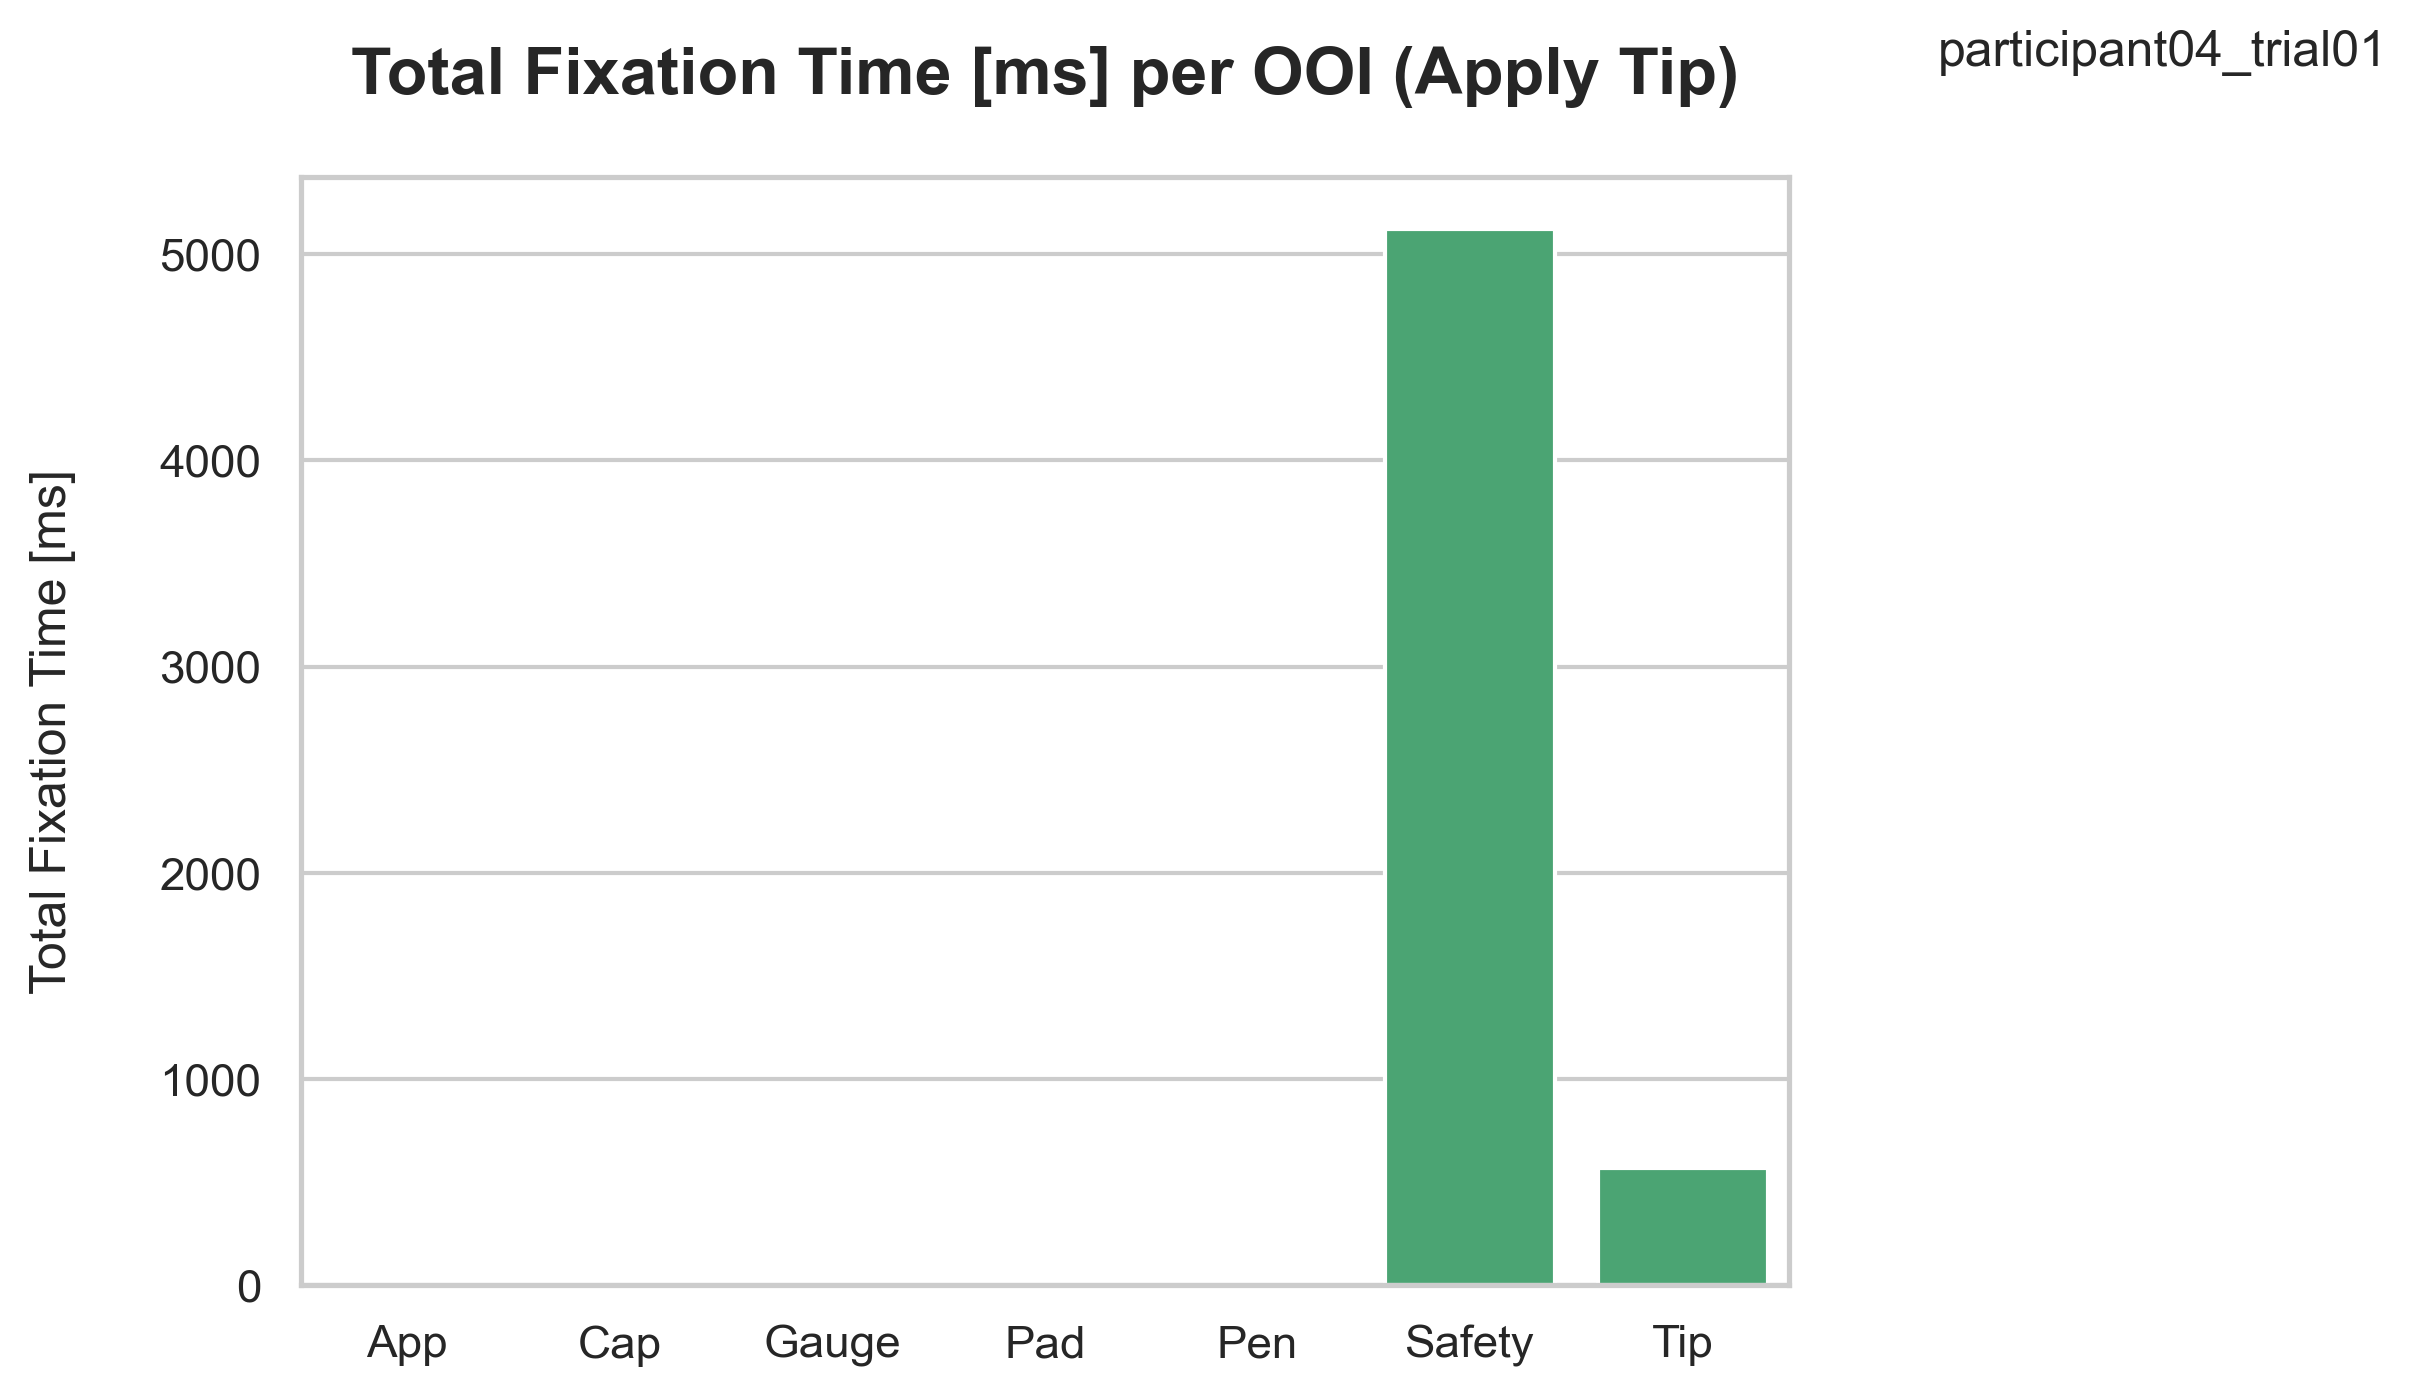 participant04_trial01
Total Fixation Time [ms] per OOI (Apply Tip)
Total Fixation Time [ms]
5000
4000
3000
2000
1000
0
App Cap Gauge Pad Pen Safety Tip